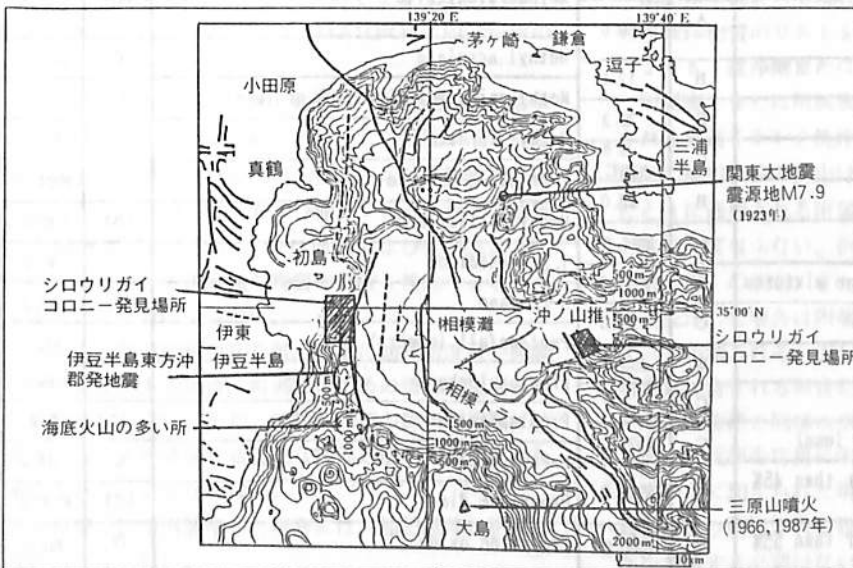 139°20´E
139°40´E
茅ヶ崎
鎌倉
逗子
小田原
三浦
半島
真鶴
関東大地震
震源地M7.9
(1923年)
初島
500m
1000m
シロウリガイ
コロニー発見場所
35°00´N
相模灘
沖ノ山推
1500m
伊東
シロウリガイ
コロニー発見場所
伊豆半島東方沖
郡発地震
伊豆半島
相模ト
500m
1000m
海底火山の多い所
1500m
1000m
500m
三原山噴火
(1966, 1987年)
大島
2000m
10km